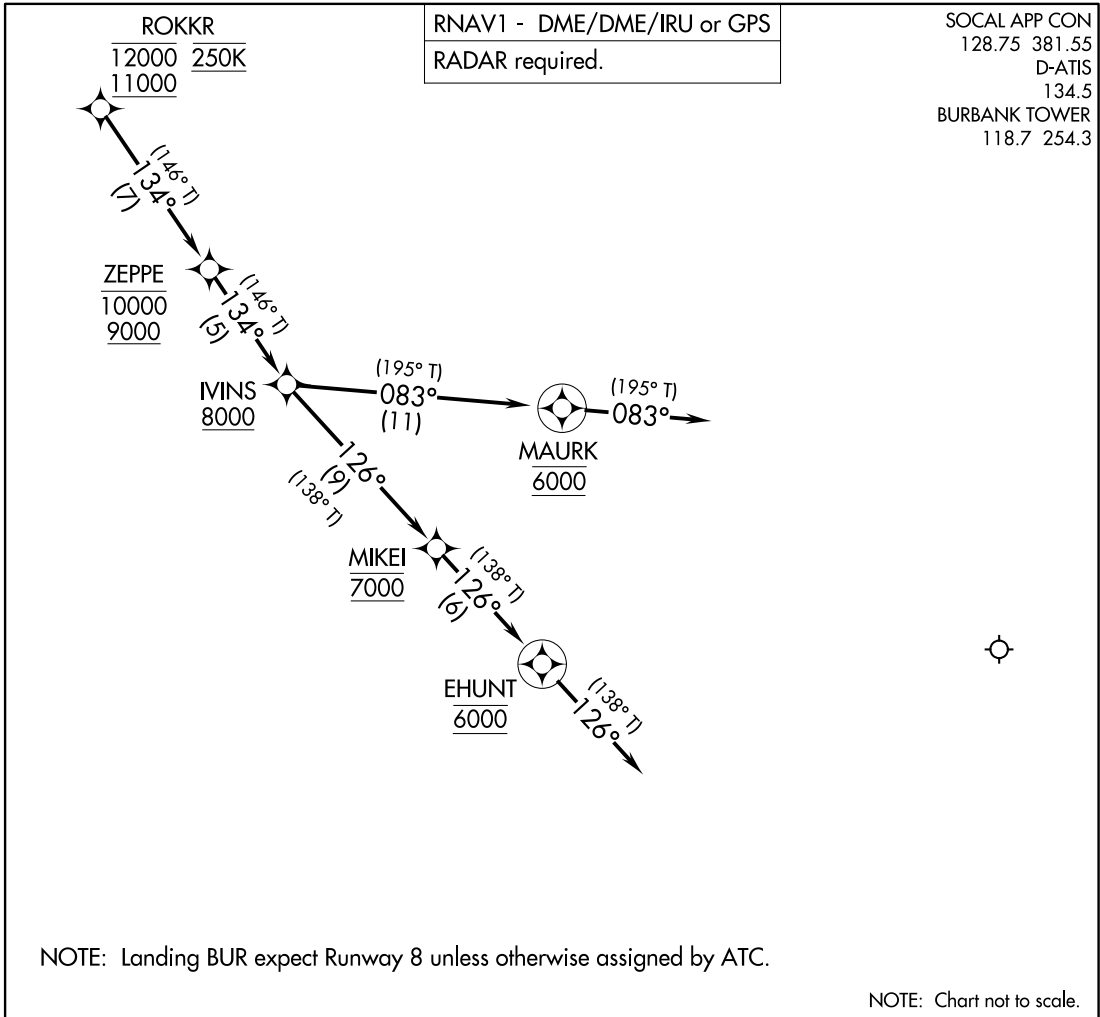 ROKKR
12000 250K
11000
RNAV1 - DME/DME/IRU or GPS
RADAR required.
SOCAL APP CON
128.75 381.55
D-ATIS
134.5
BURBANK TOWER
118.7 254.3
(146° T)
134°
(7)
ZEPPE
10000
9000
(146° T)
134°
(5)
IVINS
8000
(195° T)
083°
(11)
MAURK
6000
(195° T)
083°
126°
(9)
(138° T)
MIKEI
7000
(138° T)
126°
(6)
EHUNT
6000
(138° T)
126°
NOTE: Landing BUR expect Runway 8 unless otherwise assigned by ATC.
NOTE: Chart not to scale.